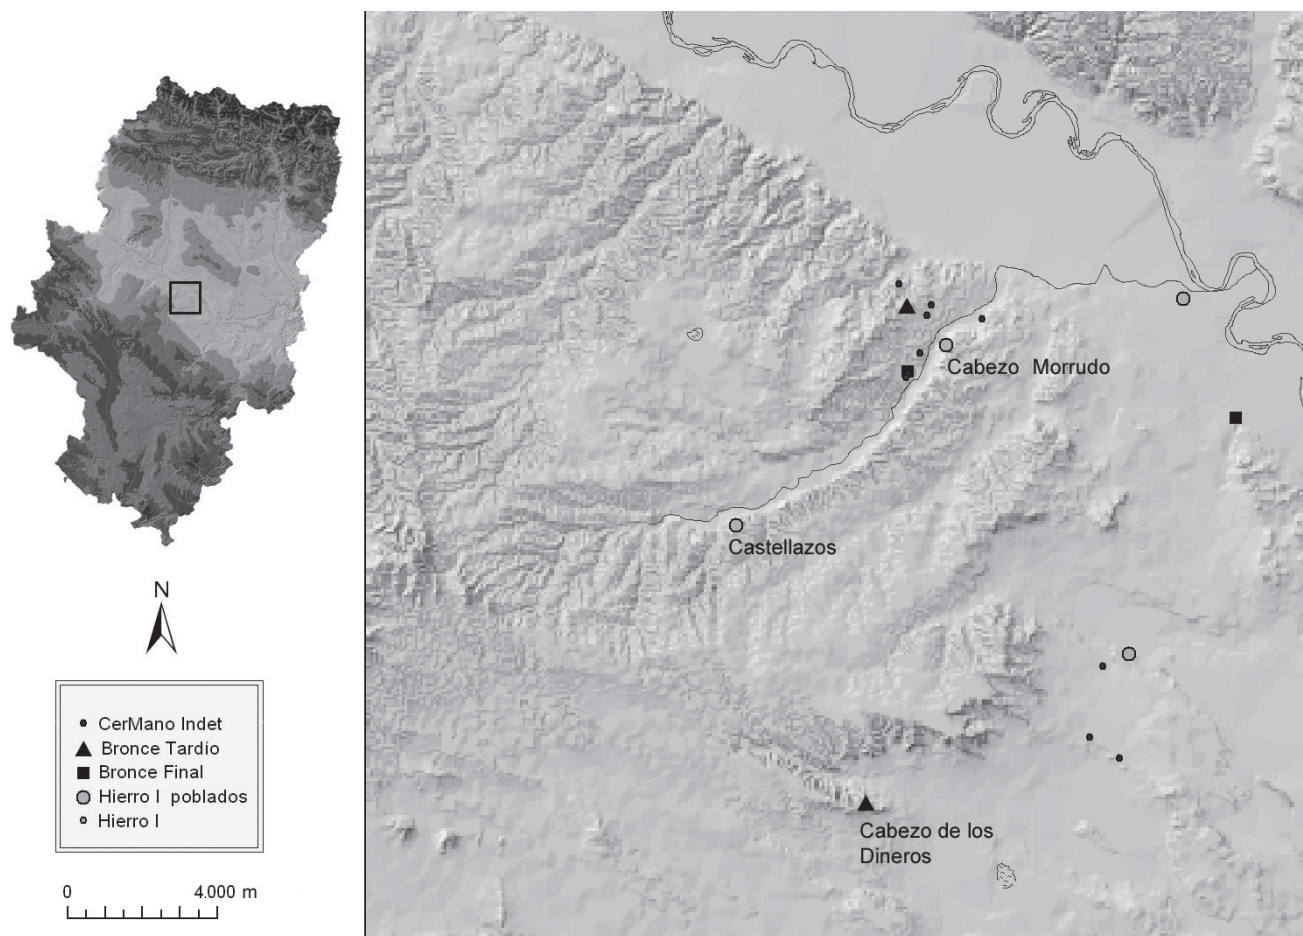 N
CerMano Indet
Bronce Tardío
Bronce Final
Hierro I poblados
Hierro I
0 4.000 m
Cabezo Morrudo
Castellazos
Cabezo de los
Dineros